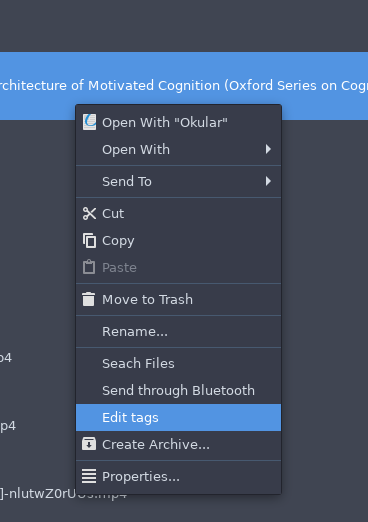 rchitecture of Motivated Cognition (Oxford Series on Cogn
Open With "Okular"
Open With
Send To
Cut
Copy
Paste
Move to Trash
Rename...
p4
Seach Files
Send through Bluetooth
Edit tags
p4
Create Archive...
Properties...
]-nlutwZ0rU
.mp4